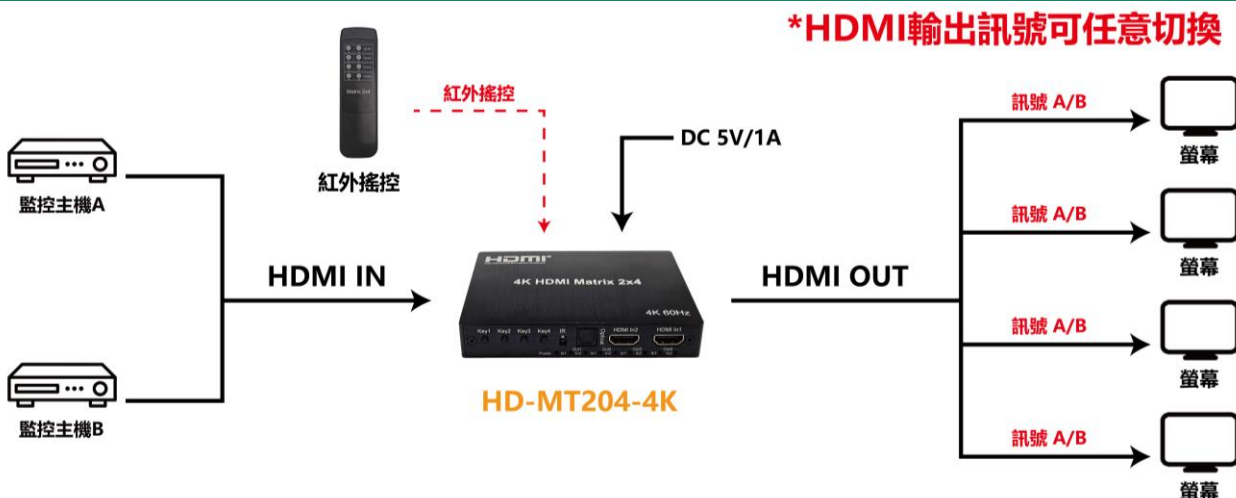 *HDMI輸出訊號可任意切換
Matrix 2x4
紅外搖控
紅外搖控
DC 5V/1A
監控主機A
監控主機B
HDMI IN
HDMI
4K HDMI Matrix 2x4
4K 60Hz
Key1 Key2 Key3 Key4 IR Optical HDMI In2 HDMI In1
HD-MT204-4K
HDMI OUT
訊號 A/B
螢幕
訊號 A/B
螢幕
訊號 A/B
螢幕
訊號 A/B
螢幕